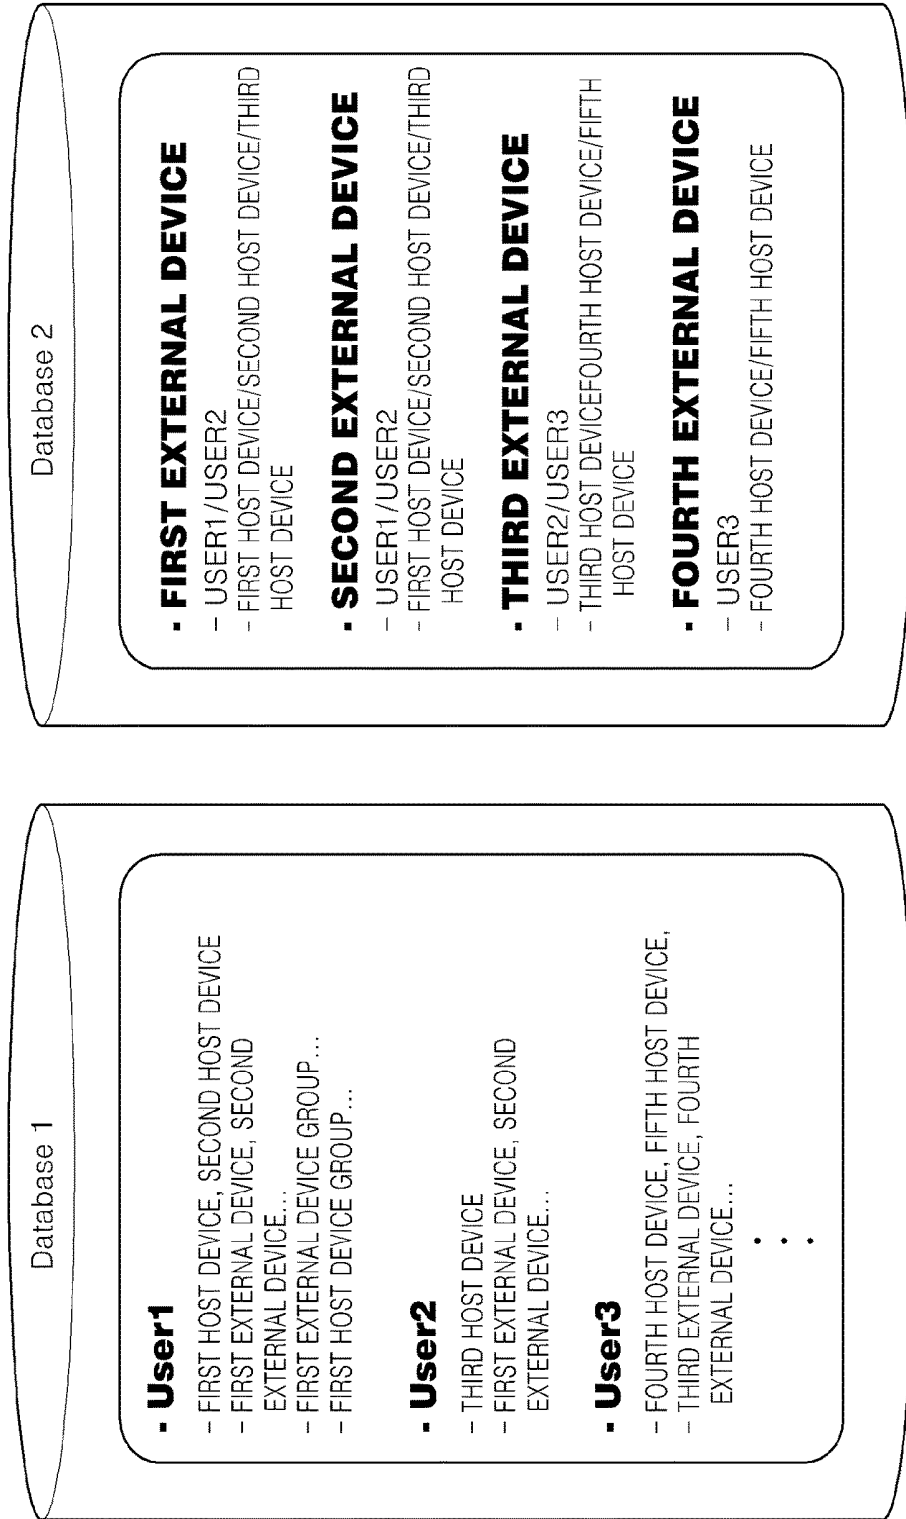 Database 1
▪ User1
– FIRST HOST DEVICE, SECOND HOST DEVICE
– FIRST EXTERNAL DEVICE, SECOND
EXTERNAL DEVICE...
– FIRST EXTERNAL DEVICE GROUP...
– FIRST HOST DEVICE GROUP...
▪ User2
– THIRD HOST DEVICE
– FIRST EXTERNAL DEVICE, SECOND
EXTERNAL DEVICE...
▪ User3
– FOURTH HOST DEVICE, FIFTH HOST DEVICE,
– THIRD EXTERNAL DEVICE, FOURTH
EXTERNAL DEVICE...
Database 2
▪ FIRST EXTERNAL DEVICE
– USER1/USER2
– FIRST HOST DEVICE/SECOND HOST DEVICE/THIRD
HOST DEVICE
▪ SECOND EXTERNAL DEVICE
– USER1/USER2
– FIRST HOST DEVICE/SECOND HOST DEVICE/THIRD
HOST DEVICE
▪ THIRD EXTERNAL DEVICE
– USER2/USER3
– THIRD HOST DEVICEFOURTH HOST DEVICE/FIFTH
HOST DEVICE
▪ FOURTH EXTERNAL DEVICE
– USER3
– FOURTH HOST DEVICE/FIFTH HOST DEVICE